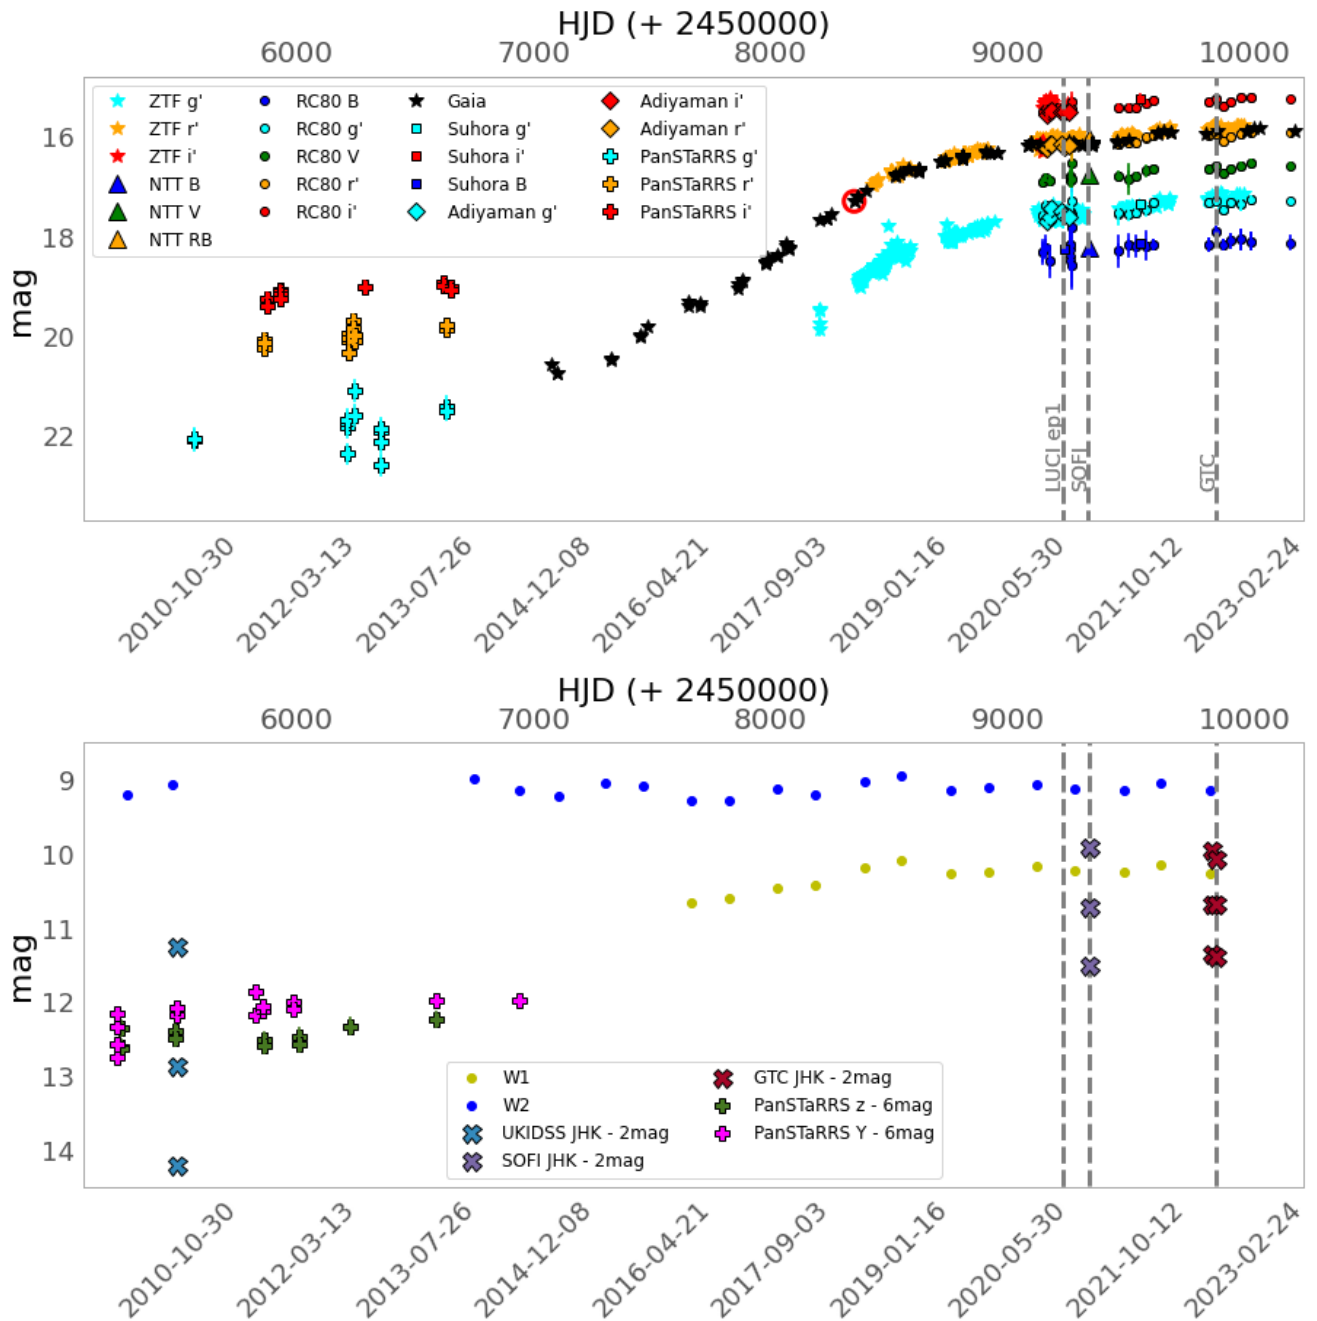 HJD (+ 2450000)
6000 7000 8000 9000 10000
ZTF g' RC80 B Gaia Adiyaman i'
ZTF r' RC80 g' Suhora g' Adiyaman r'
ZTF i' RC80 V Suhora i' PanSTaRRS g'
NTT B RC80 r' Suhora B PanSTaRRS r'
NTT V RC80 i' Adiyaman g' PanSTaRRS i'
NTT RB
mag
16
18
20
22
LUCI ep1
SOFI
GTC
2010-10-30 2012-03-13 2013-07-26 2014-12-08 2016-04-21 2017-09-03 2019-01-16 2020-05-30 2021-10-12 2023-02-24
HJD (+ 2450000)
6000 7000 8000 9000 10000
mag
9
10
11
12
13
14
W1 GTC JHK - 2mag
W2 PanSTaRRS z - 6mag
UKIDSS JHK - 2mag PanSTaRRS Y - 6mag
SOFI JHK - 2mag
2010-10-30 2012-03-13 2013-07-26 2014-12-08 2016-04-21 2017-09-03 2019-01-16 2020-05-30 2021-10-12 2023-02-24